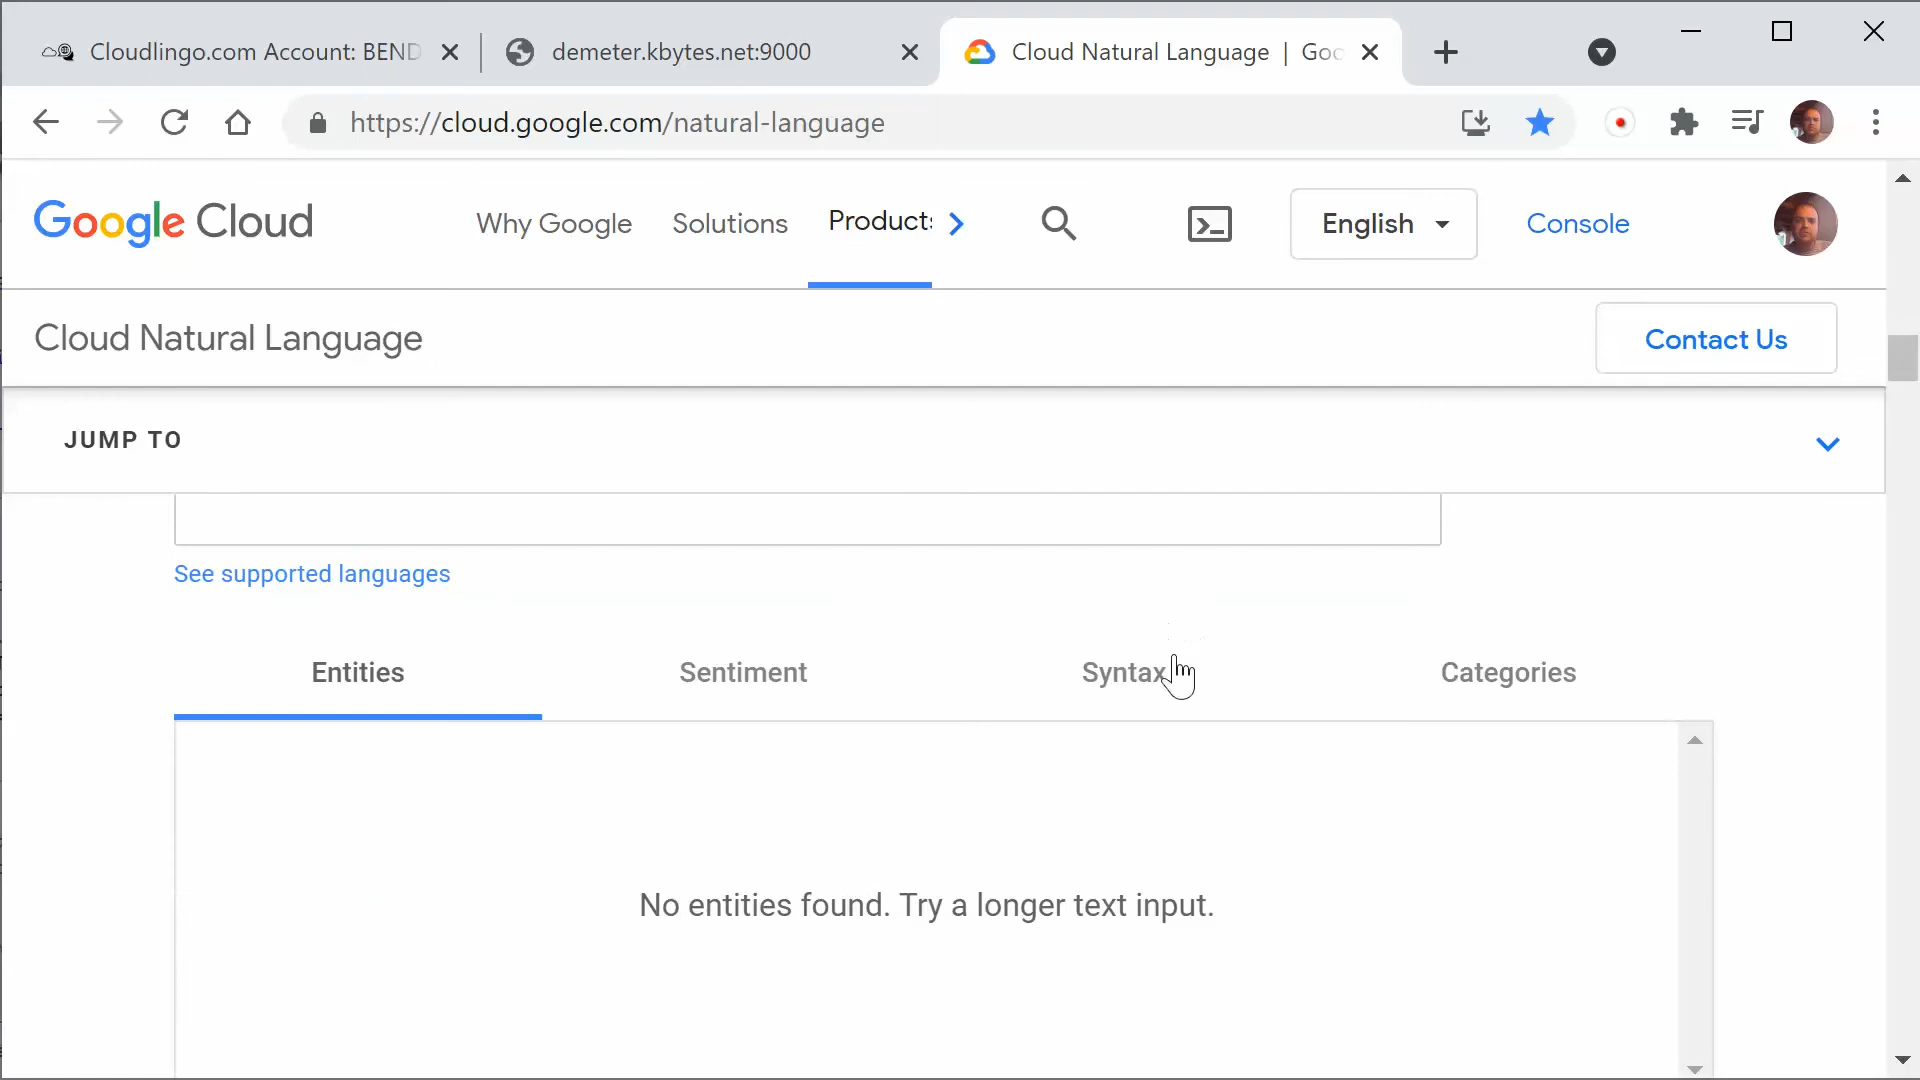 Cloudlingo.com Account: BEND
demeter.kbytes.net:9000
Cloud Natural Language | Goo
https://cloud.google.com/natural-language
Google Cloud
Why Google
Solutions
Products
English
Console
Cloud Natural Language
Contact Us
JUMP TO
See supported languages
Entities
Sentiment
Syntax
Categories
No entities found. Try a longer text input.